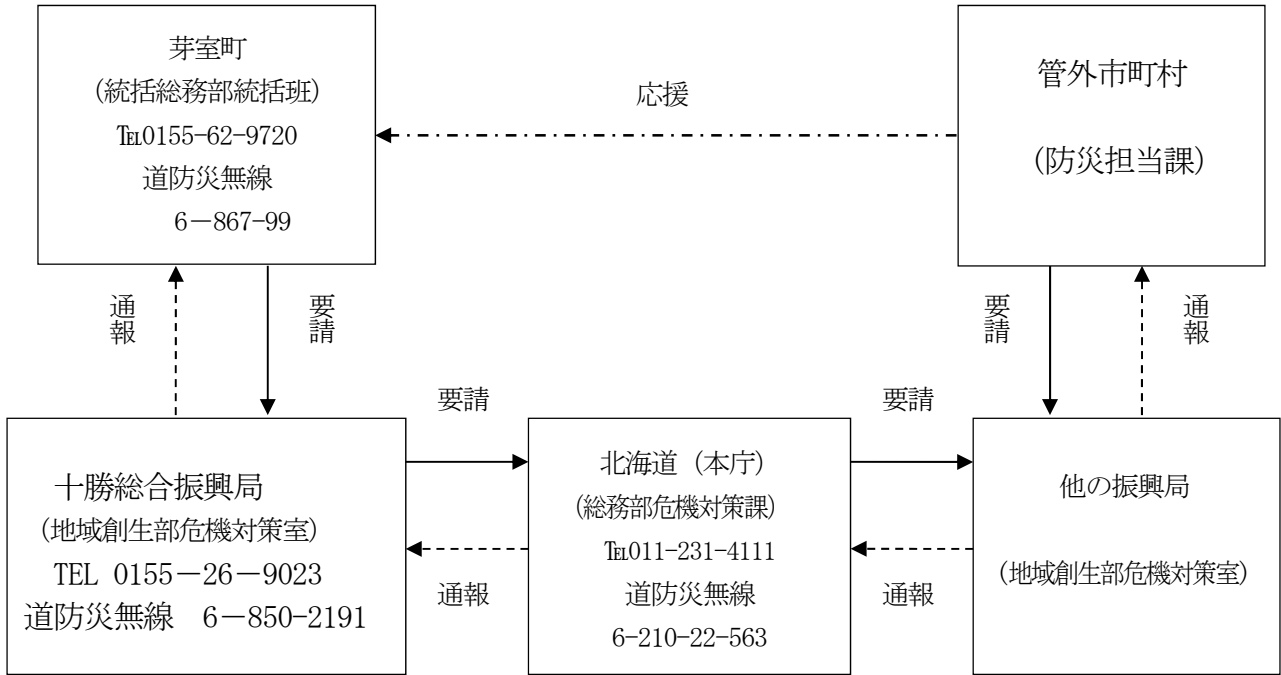 芽室町
(統括総務部統括班)
℡0155-62-9720
道防災無線
6－867-99
応援
管外市町村
(防災担当課)
通報
要請
要請
通報
十勝総合振興局
(地域創生部危機対策室)
TEL 0155－26－9023
道防災無線　6－850-2191
要請
通報
北海道（本庁）
(総務部危機対策課)
℡011-231-4111
道防災無線
6-210-22-563
要請
通報
他の振興局
(地域創生部危機対策室)